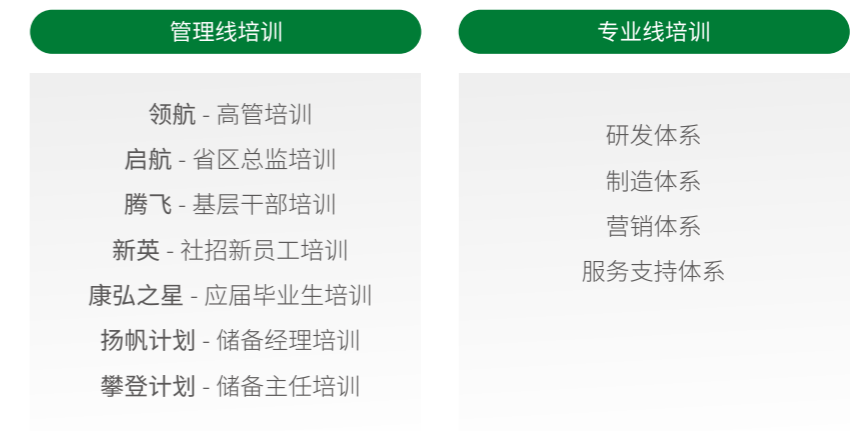 管理线培训
领航 - 高管培训
启航 - 省区总监培训
腾飞 - 基层干部培训
新英 - 社招新员工培训
康弘之星 - 应届毕业生培训
扬帆计划 - 储备经理培训
攀登计划 - 储备主任培训
专业线培训
研发体系
制造体系
营销体系
服务支持体系